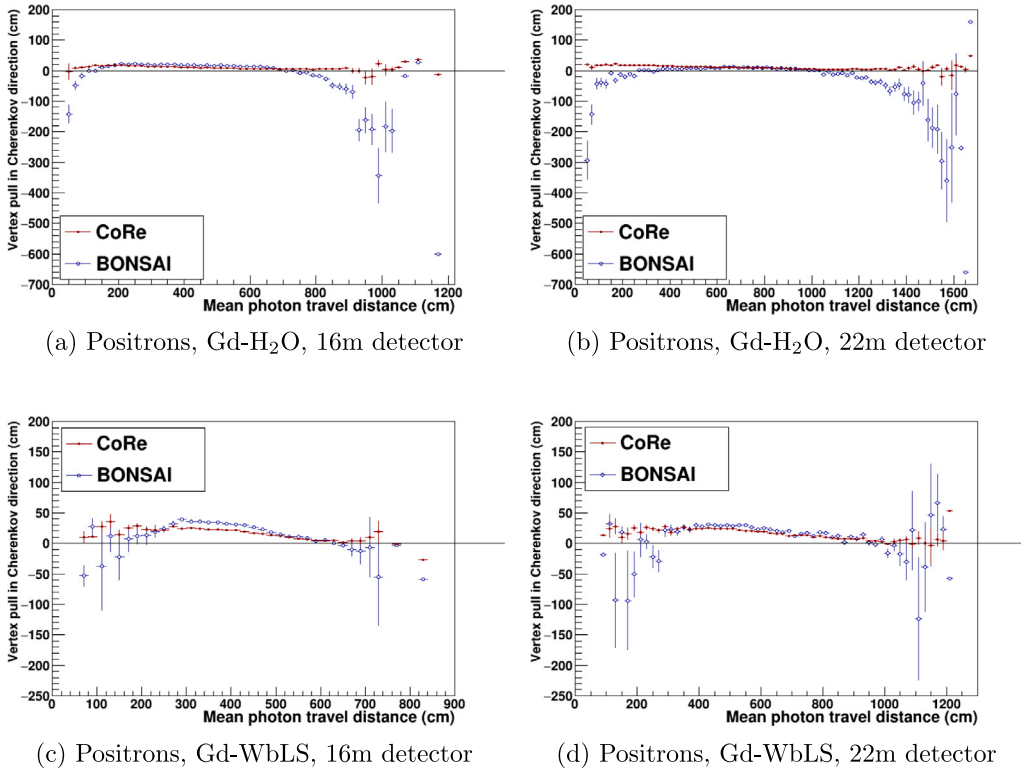 200
100
0
−100
−200
−300
−400
−500
−600
−700
Vertex pull in Cherenkov direction (cm)
CoRe
BONSAI
0 200 400 600 800 1000 1200
Mean photon travel distance (cm)
(a) Positrons, Gd-H₂O, 16m detector
200
100
0
−100
−200
−300
−400
−500
−600
−700
Vertex pull in Cherenkov direction (cm)
CoRe
BONSAI
0 200 400 600 800 1000 1200 1400 1600
Mean photon travel distance (cm)
(b) Positrons, Gd-H₂O, 22m detector
200
150
100
50
0
−50
−100
−150
−200
−250
Vertex pull in Cherenkov direction (cm)
CoRe
BONSAI
0 100 200 300 400 500 600 700 800 900
Mean photon travel distance (cm)
(c) Positrons, Gd-WbLS, 16m detector
200
150
100
50
0
−50
−100
−150
−200
−250
Vertex pull in Cherenkov direction (cm)
CoRe
BONSAI
0 200 400 600 800 1000 1200
Mean photon travel distance (cm)
(d) Positrons, Gd-WbLS, 22m detector